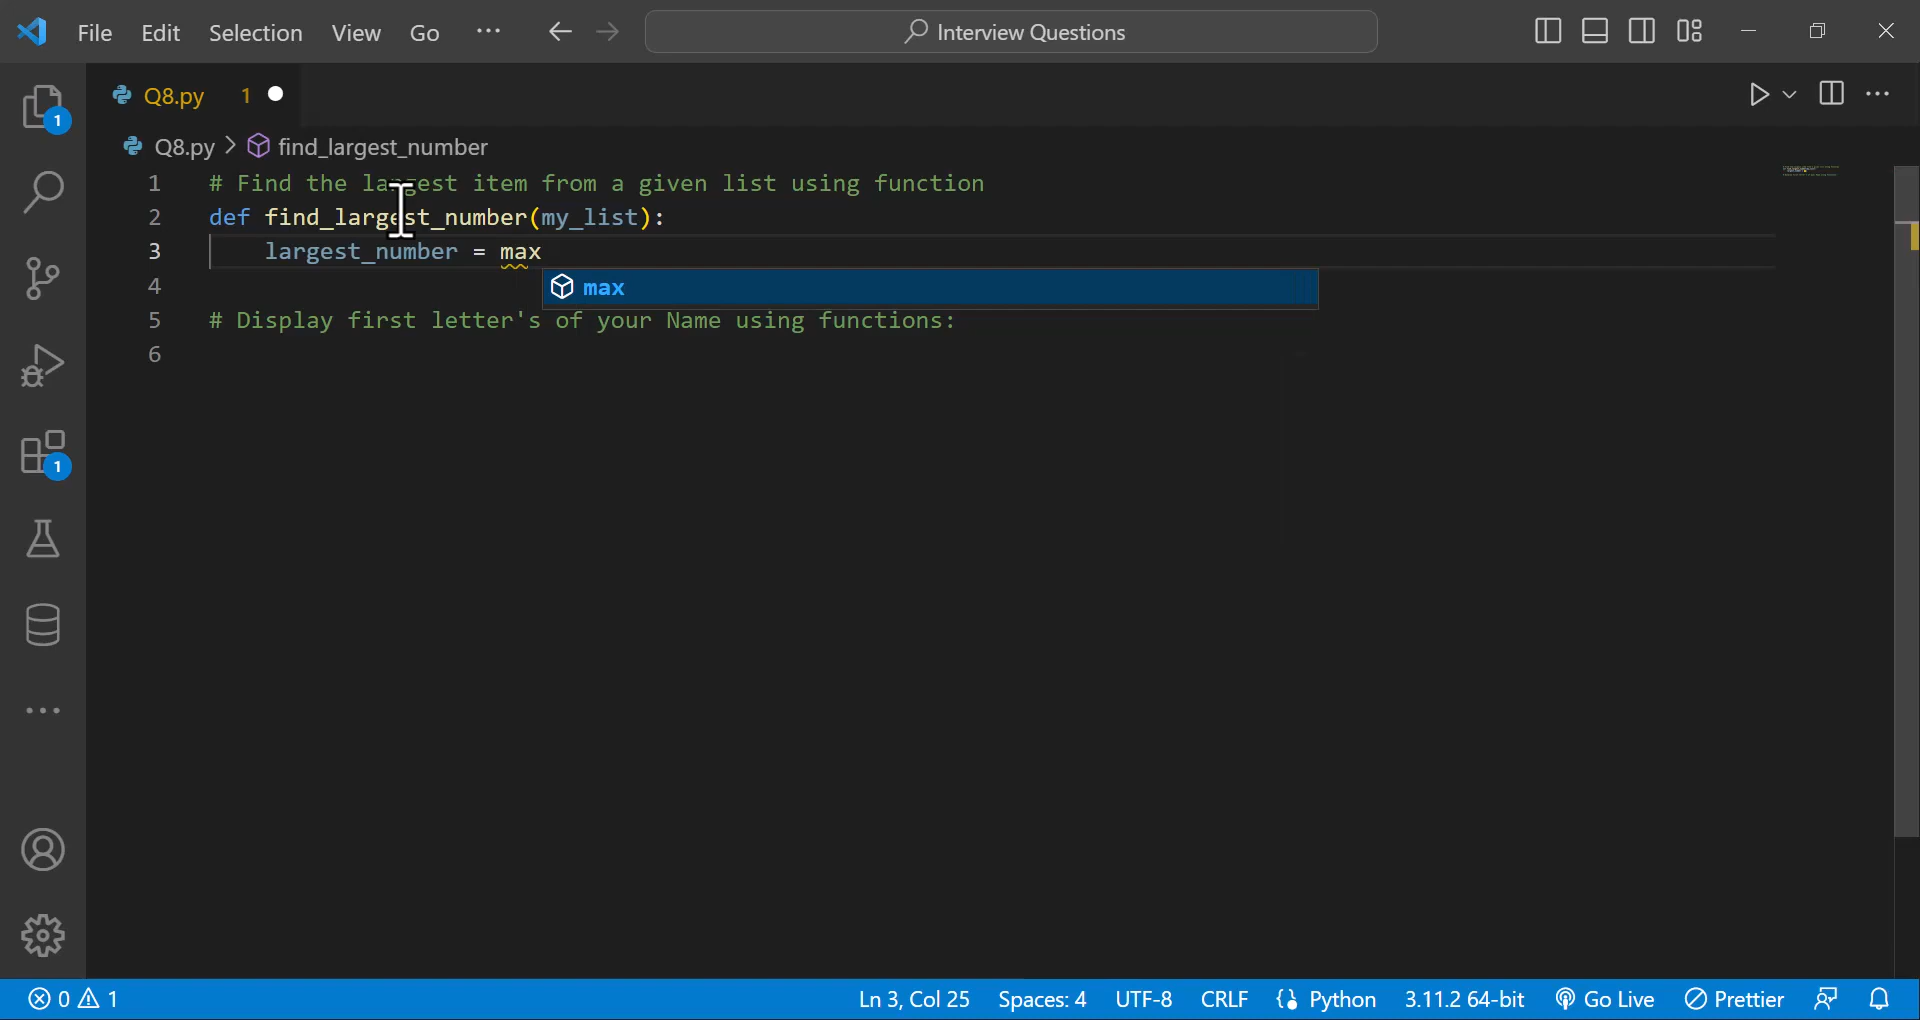 File Edit Selection View Go ··· Interview Questions
Q8.py 1
Q8.py > find_largest_number
1 # Find the largest item from a given list using function
2 def find_largest_number(my_list):
3 largest_number = max
max
4
5 # Display first letter's of your Name using functions:
6
1
1
0 1 Ln 3, Col 25 Spaces: 4 UTF-8 CRLF Python 3.11.2 64-bit Go Live Prettier